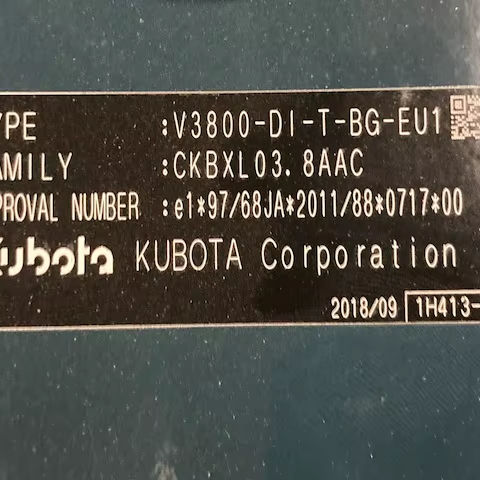 YPE :V3800-DI-T-BG-EU1
AMILY :CKBXL03.8AAC
PROVAL NUMBER :e1*97/68JA*2011/88*0717*00
Kubota KUBOTA Corporation
2018/09 1H413-